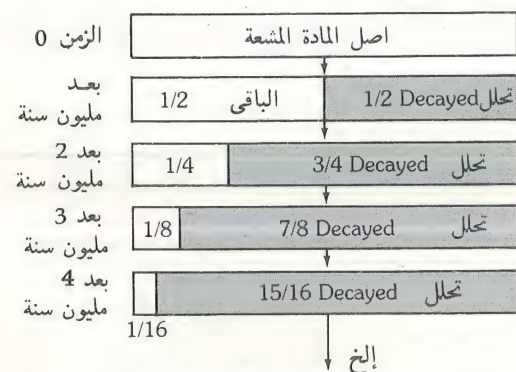 الزمن 0
اصل المادة المشعة
بعد
مليون سنة
1/2 الباقى
تحلل 1/2 Decayed
بعد 2
مليون سنة
1/4
تحلل 3/4 Decayed
بعد 3
مليون سنة
1/8
تحلل 7/8 Decayed
بعد 4
مليون سنة
1/16
تحلل 15/16 Decayed
إلخ